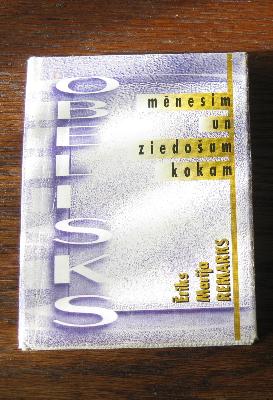 OBELISKS
mēnesim
un
ziedošam
kokam
Ēriks
Marija
REMARKS